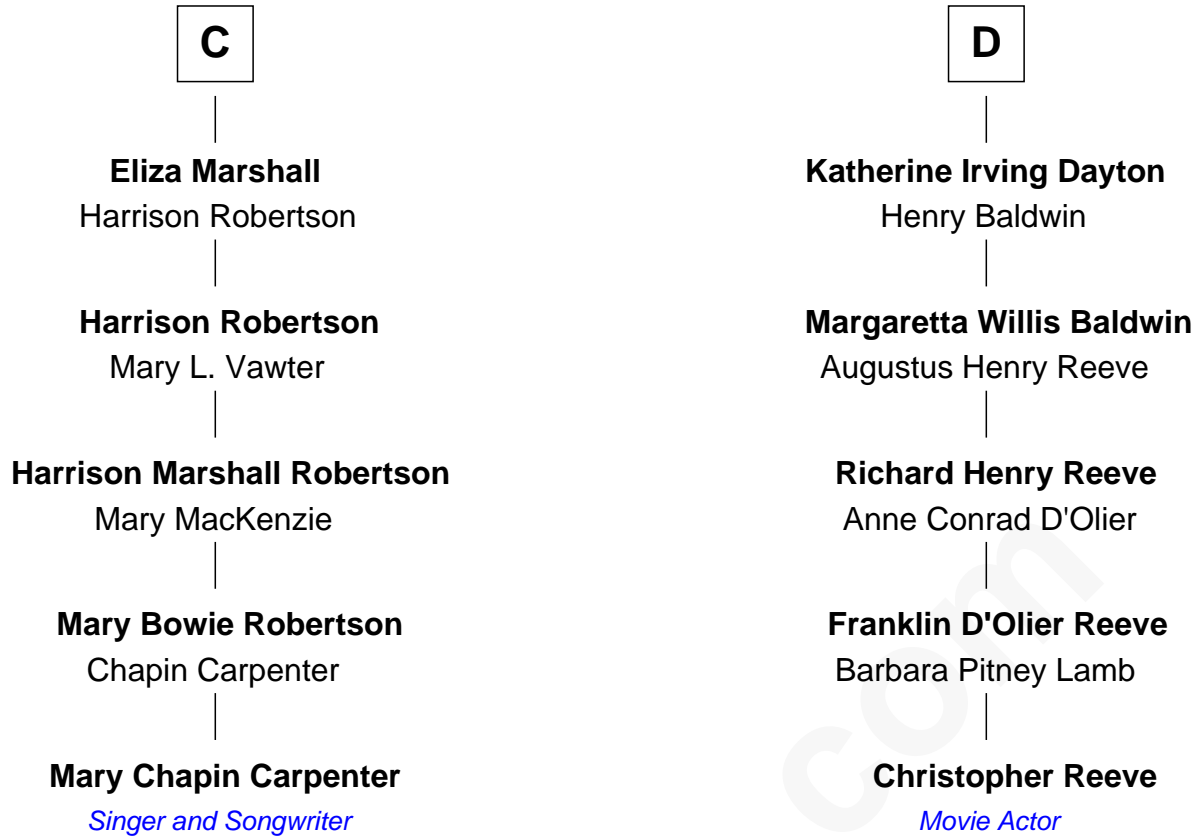 C
Eliza Marshall
Harrison Robertson
Harrison Robertson
Mary L. Vawter
Harrison Marshall Robertson
Mary MacKenzie
Mary Bowie Robertson
Chapin Carpenter
Mary Chapin Carpenter
Singer and Songwriter
D
Katherine Irving Dayton
Henry Baldwin
Margaretta Willis Baldwin
Augustus Henry Reeve
Richard Henry Reeve
Anne Conrad D'Olier
Franklin D'Olier Reeve
Barbara Pitney Lamb
Christopher Reeve
Movie Actor
com